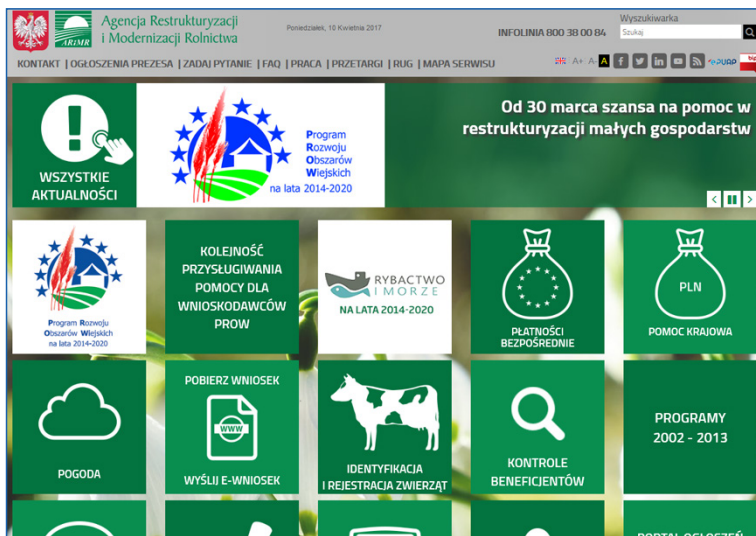 Agencja Restrukturyzacji
i Modernizacji Rolnictwa
ARiMR
Poniedziałek, 10 Kwietnia 2017
INFOLINIA 800 38 00 84
Wyszukiwarka
Szukaj
KONTAKT | OGŁOSZENIA PREZESA | ZADAJ PYTANIE | FAQ | PRACA | PRZETARGI | RUG | MAPA SERWISU
A+ A- A
ePUAP
bip
WSZYSTKIE
AKTUALNOŚCI
Program
Rozwoju
Obszarów
Wiejskich
na lata 2014-2020
Od 30 marca szansa na pomoc w
restrukturyzacji małych gospodarstw
Program Rozwoju
Obszarów Wiejskich
na lata 2014-2020
KOLEJNOŚĆ
PRZYSŁUGIWANIA
POMOCY DLA
WNIOSKODAWCÓW
PROW
RYBACTWO
I MORZE
NA LATA 2014-2020
PŁATNOŚCI
BEZPOŚREDNIE
PLN
POMOC KRAJOWA
POGODA
POBIERZ WNIOSEK
WWW
WYŚLIJ E-WNIOSEK
IDENTYFIKACJA
I REJESTRACJA ZWIERZĄT
KONTROLE
BENEFICJENTÓW
PROGRAMY
2002 - 2013
PORTAL OGŁOSZEŃ